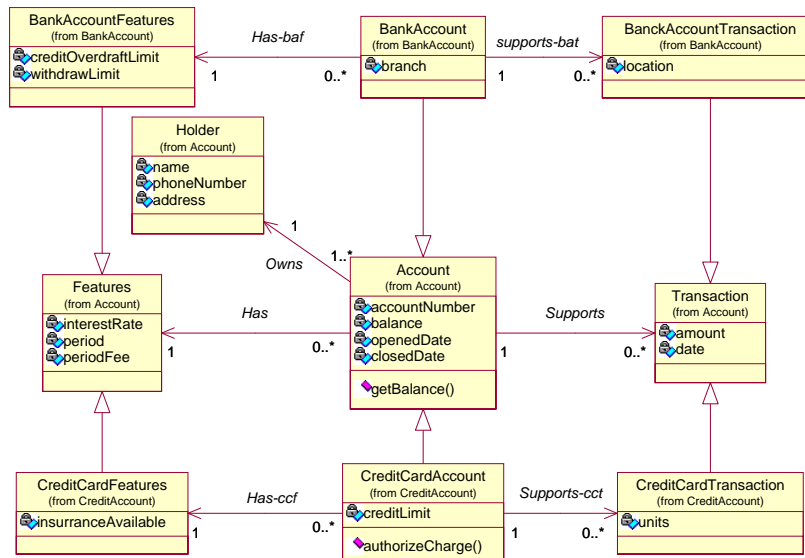 BankAccountFeatures
(from BankAccount)
creditOverdraftLimit
withdrawLimit
Has-baf
1
0..*
BankAccount
(from BankAccount)
branch
supports-bat
1
0..*
BanckAccountTransaction
(from BankAccount)
location
Holder
(from Account)
name
phoneNumber
address
1
1..*
Owns
Features
(from Account)
interestRate
period
periodFee
Has
1
0..*
Account
(from Account)
accountNumber
balance
openedDate
closedDate
getBalance()
Supports
1
0..*
Transaction
(from Account)
amount
date
CreditCardFeatures
(from CreditAccount)
insurranceAvailable
Has-ccf
1
0..*
CreditCardAccount
(from CreditAccount)
creditLimit
authorizeCharge()
Supports-cct
1
0..*
CreditCardTransaction
(from CreditAccount)
units